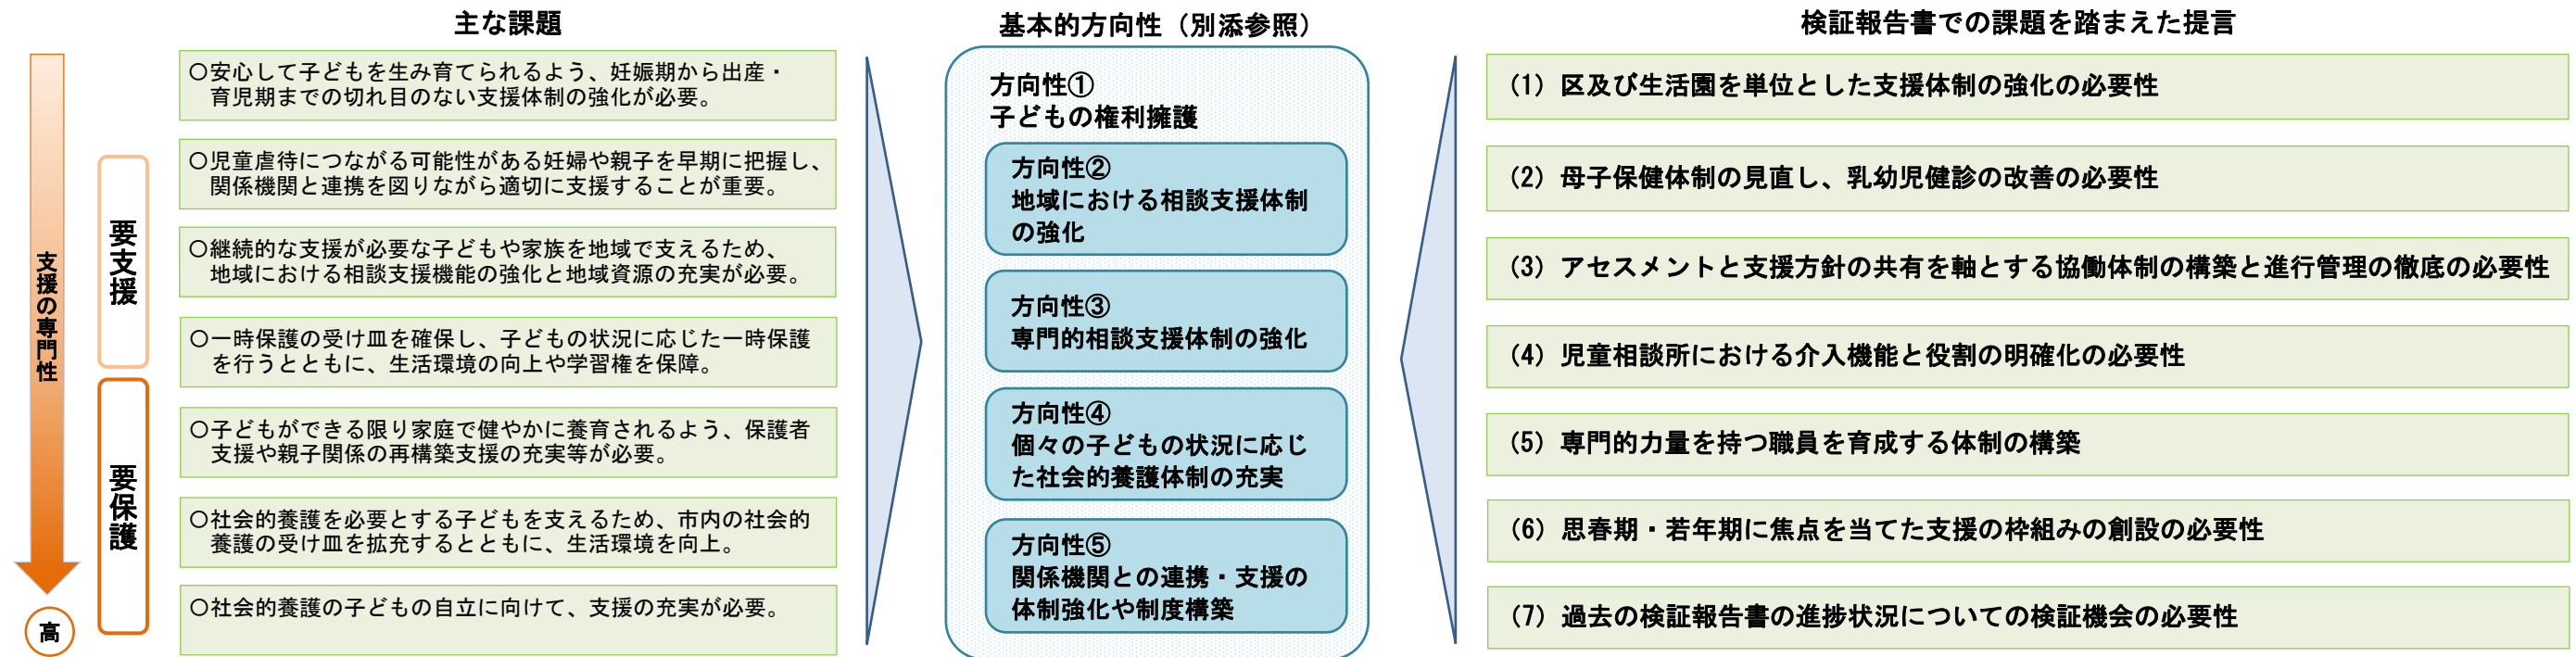 主な課題
支援の専門性
高
要支援
要保護
〇安心して子どもを生み育てられるよう、妊娠期から出産・
育児期までの切れ目のない支援体制の強化が必要。
〇児童虐待につながる可能性がある妊婦や親子を早期に把握し、
関係機関と連携を図りながら適切に支援することが重要。
〇継続的な支援が必要な子どもや家族を地域で支えるため、
地域における相談支援機能の強化と地域資源の充実が必要。
〇一時保護の受け皿を確保し、子どもの状況に応じた一時保護
を行うとともに、生活環境の向上や学習権を保障。
〇子どもができる限り家庭で健やかに養育されるよう、保護者
支援や親子関係の再構築支援の充実等が必要。
〇社会的養護を必要とする子どもを支えるため、市内の社会的
養護の受け皿を拡充するとともに、生活環境を向上。
〇社会的養護の子どもの自立に向けて、支援の充実が必要。
基本的方向性（別添参照）
方向性①
子どもの権利擁護
方向性②
地域における相談支援体制
の強化
方向性③
専門的相談支援体制の強化
方向性④
個々の子どもの状況に応じ
た社会的養護体制の充実
方向性⑤
関係機関との連携・支援の
体制強化や制度構築
検証報告書での課題を踏まえた提言
（1）区及び生活園を単位とした支援体制の強化の必要性
（2）母子保健体制の見直し、乳幼児健診の改善の必要性
（3）アセスメントと支援方針の共有を軸とする協働体制の構築と進行管理の徹底の必要性
（4）児童相談所における介入機能と役割の明確化の必要性
（5）専門的力量を持つ職員を育成する体制の構築
（6）思春期・若年期に焦点を当てた支援の枠組みの創設の必要性
（7）過去の検証報告書の進捗状況についての検証機会の必要性